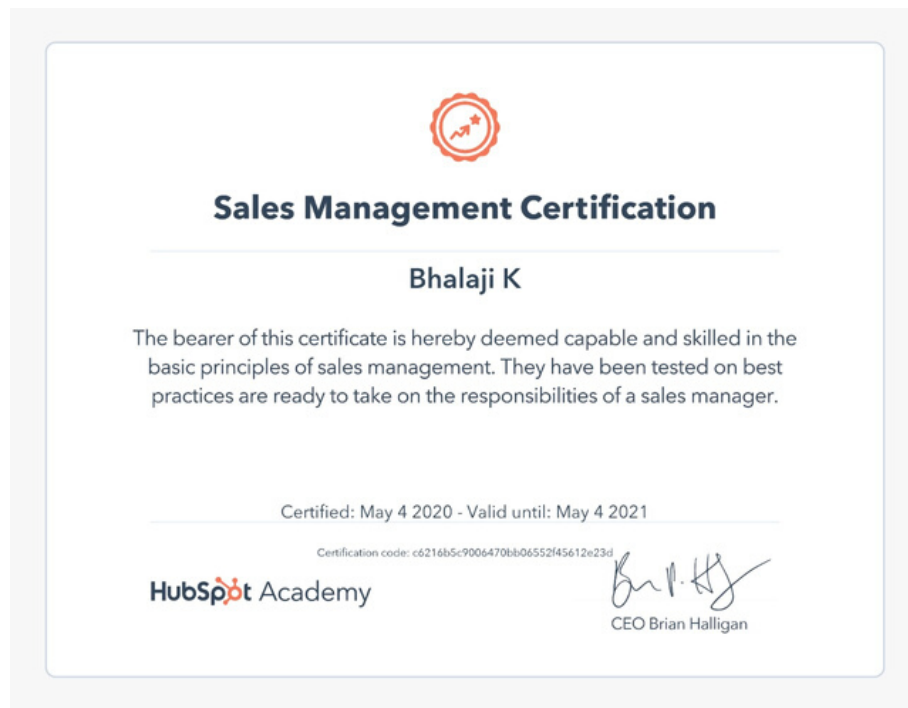 Sales Management Certification
Bhalaji K
The bearer of this certificate is hereby deemed capable and skilled in the
basic principles of sales management. They have been tested on best
practices are ready to take on the responsibilities of a sales manager.
Certified: May 4 2020 - Valid until: May 4 2021
Certification code: c6216b5c9006470bb06552f45612e23d
HubSpot Academy
CEO Brian Halligan